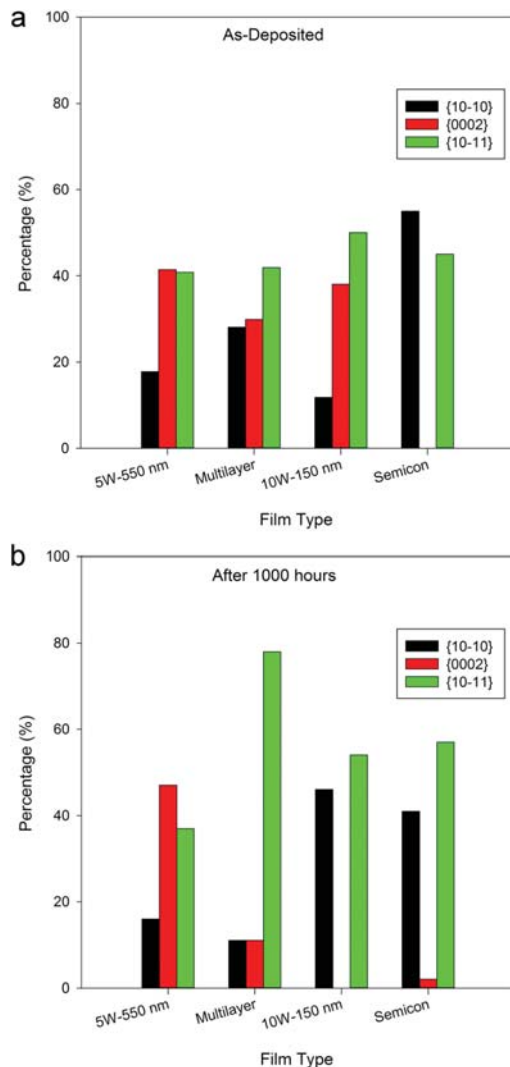 a
As-Deposited
100
80
60
40
20
0
Percentage (%)
{10-10}
{0002}
{10-11}
5W-550 nm
Multilayer
10W-150 nm
Semicon
Film Type
b
After 1000 hours
100
80
60
40
20
0
Percentage (%)
{10-10}
{0002}
{10-11}
5W-550 nm
Multilayer
10W-150 nm
Semicon
Film Type